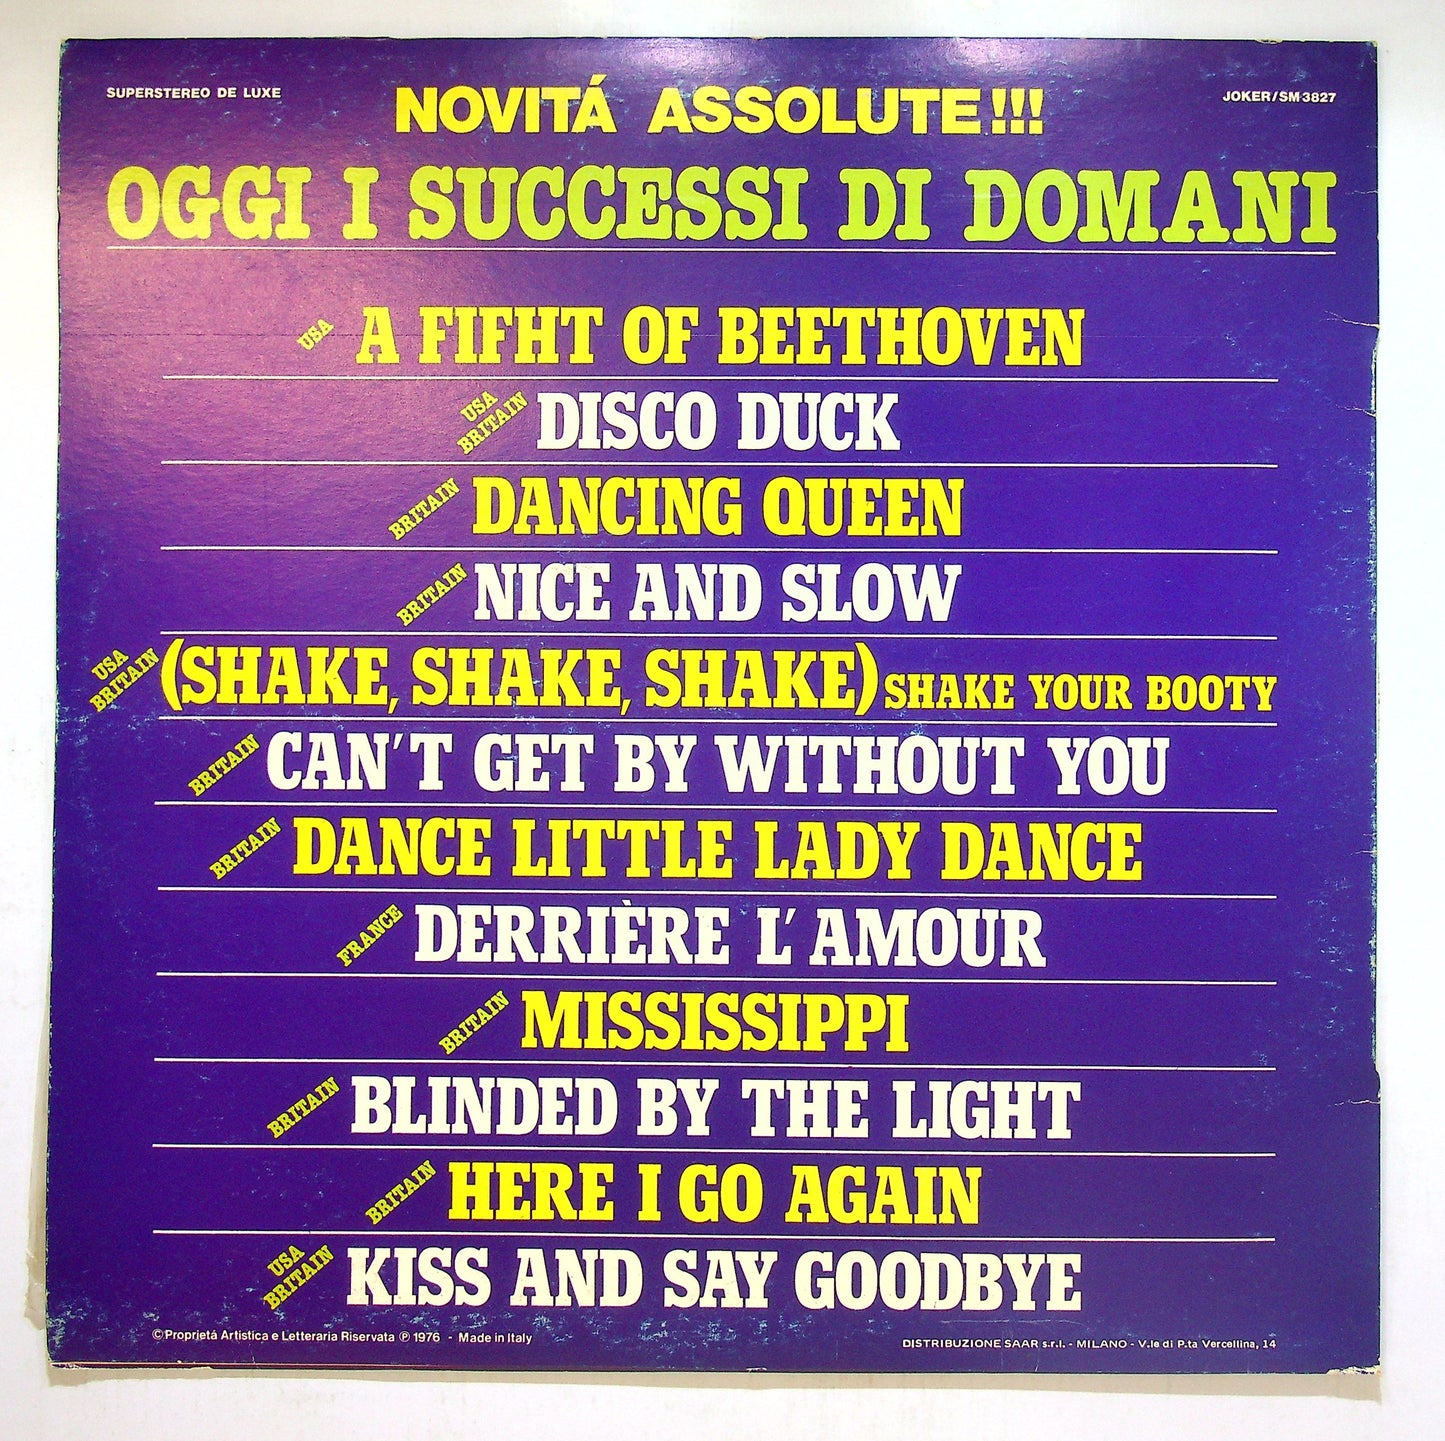 SUPERSTEREO DE LUXE
NOVITÁ ASSOLUTE!!!
JOKER/SM 3827
OGGI I SUCCESSI DI DOMANI
USA
A FIFHT OF BEETHOVEN
USA
BRITAIN
DISCO DUCK
BRITAIN
DANCING QUEEN
BRITAIN
NICE AND SLOW
USA
BRITAIN
(SHAKE, SHAKE, SHAKE) SHAKE YOUR BOOTY
BRITAIN
CAN'T GET BY WITHOUT YOU
BRITAIN
DANCE LITTLE LADY DANCE
FRANCE
DERRIÈRE L'AMOUR
BRITAIN
MISSISSIPPI
BRITAIN
BLINDED BY THE LIGHT
BRITAIN
HERE I GO AGAIN
USA
BRITAIN
KISS AND SAY GOODBYE
© Proprietá Artistica e Letteraria Riservata ℗ 1976 - Made in Italy
DISTRIBUZIONE SAAR s.r.l. - MILANO - V.le di P.ta Vercellina, 14